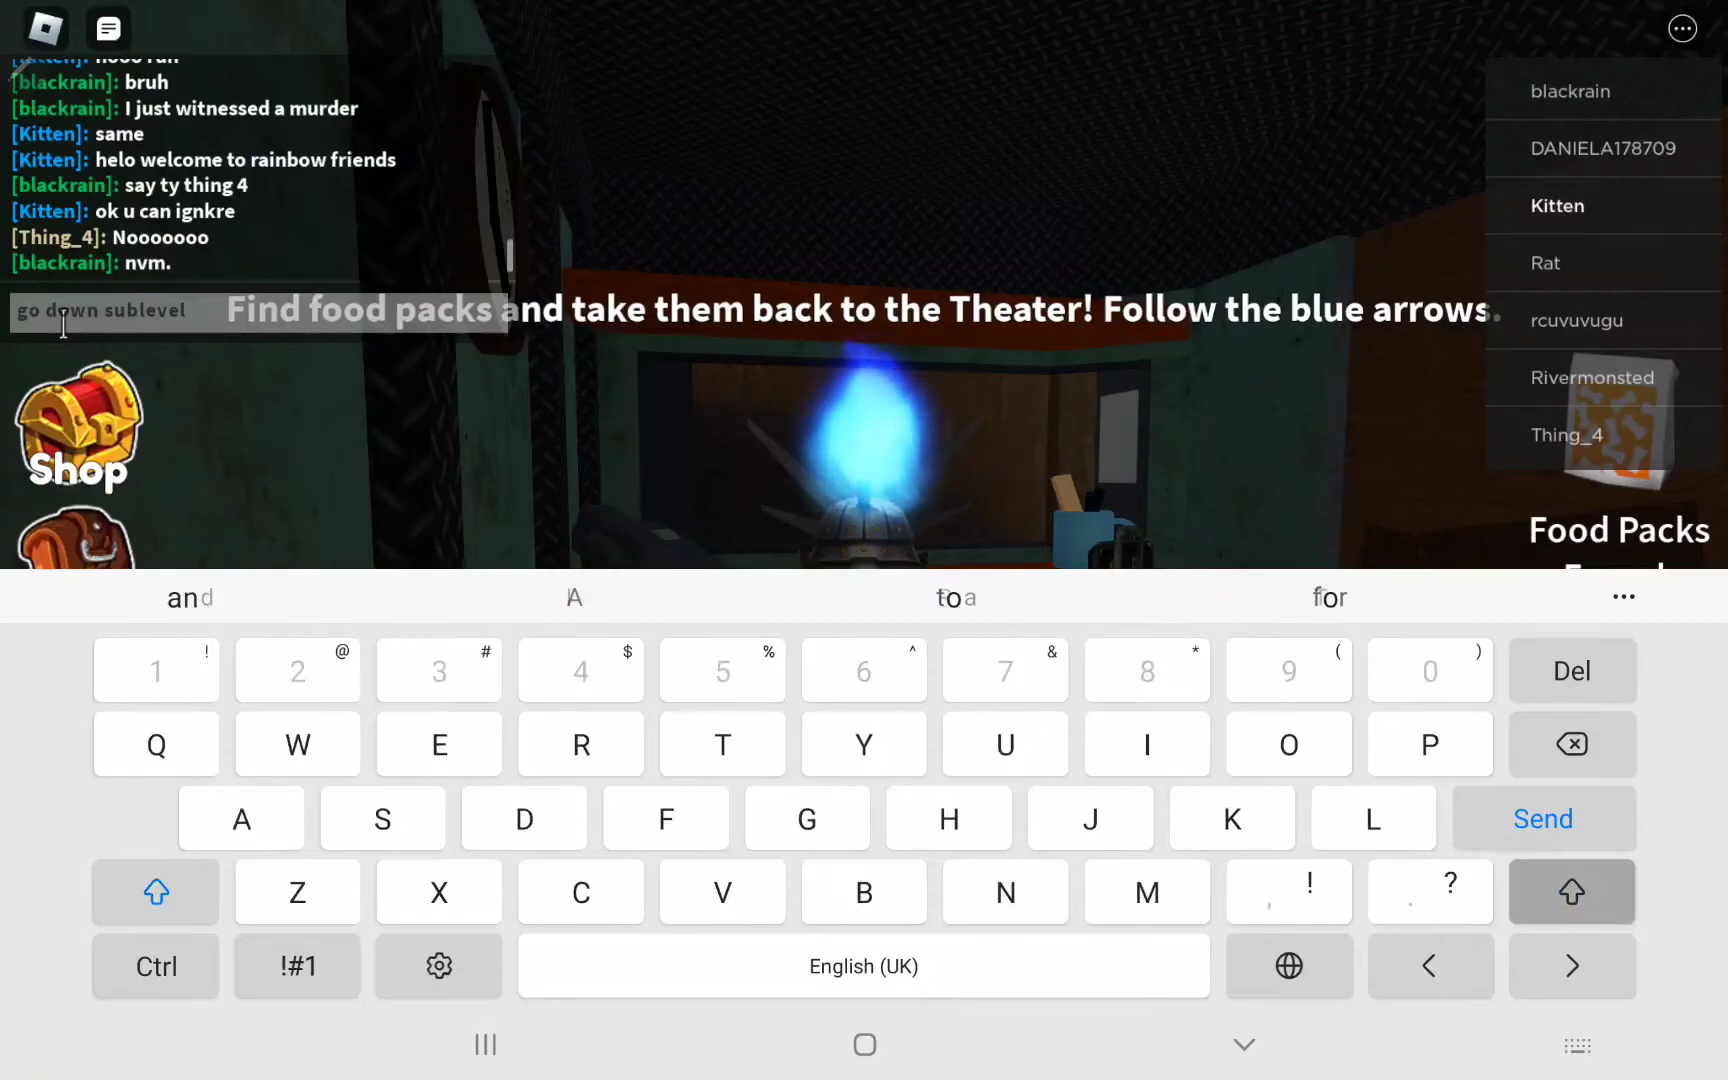 [blackrain]: bruh
[blackrain]: I just witnessed a murder
[Kitten]: same
[Kitten]: helo welcome to rainbow friends
[blackrain]: say ty thing 4
[Kitten]: ok u can ignkre
[Thing_4]: Nooooooo
[blackrain]: nvm.
go down sublevel
Find food packs and take them back to the Theater! Follow the blue arrows.
blackrain
DANIELA178709
Kitten
Rat
rcuvuvugu
Rivermonsted
Thing_4
Shop
Food Packs
and A to for ...
1 ! 2 @ 3 # 4 $ 5 % 6 ^ 7 & 8 * 9 ( 0 ) Del
Q W E R T Y U I O P
A S D F G H J K L Send
Z X C V B N M , ! . ?
Ctrl !#1 English (UK) < >